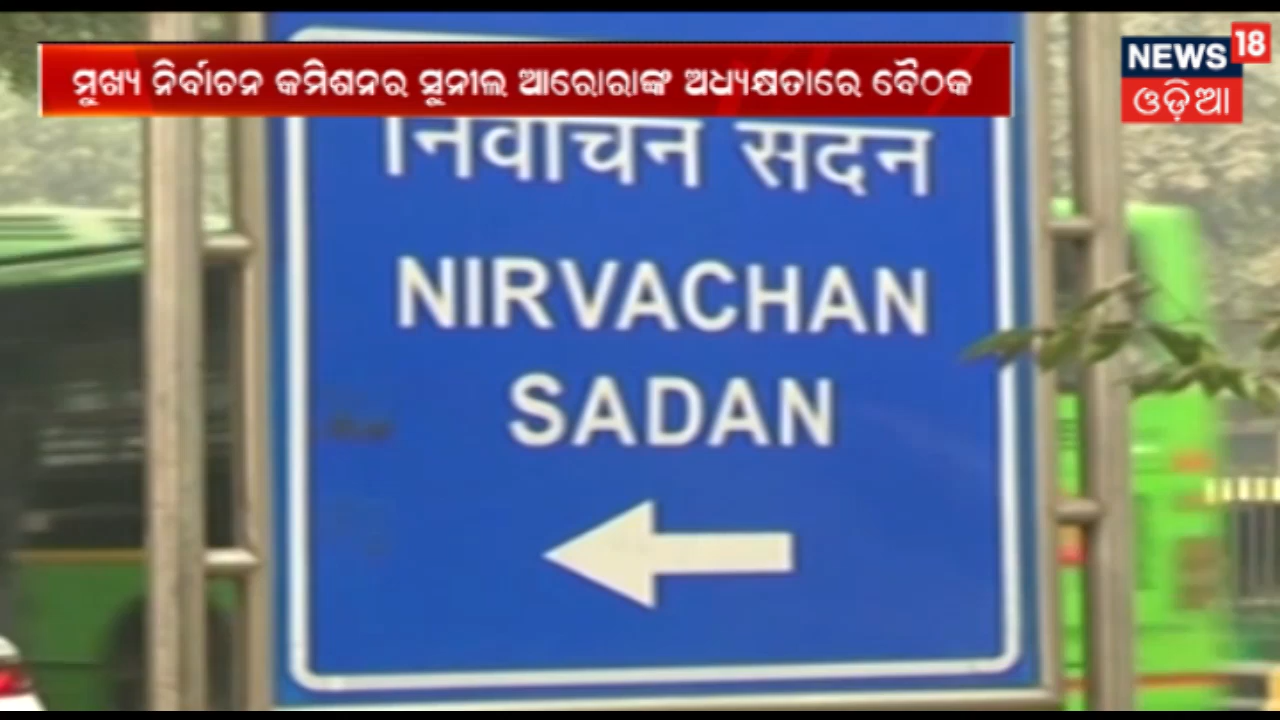 ମୁଖ୍ୟ ନିର୍ବାଚନ କମିଶନର ସୁନୀଲ ଆରୋରାଙ୍କ ଅଧ୍ୟକ୍ଷତାରେ ବୈଠକ
NEWS 18
ଓଡ଼ିଆ
निर्वाचन सदन
NIRVACHAN
SADAN